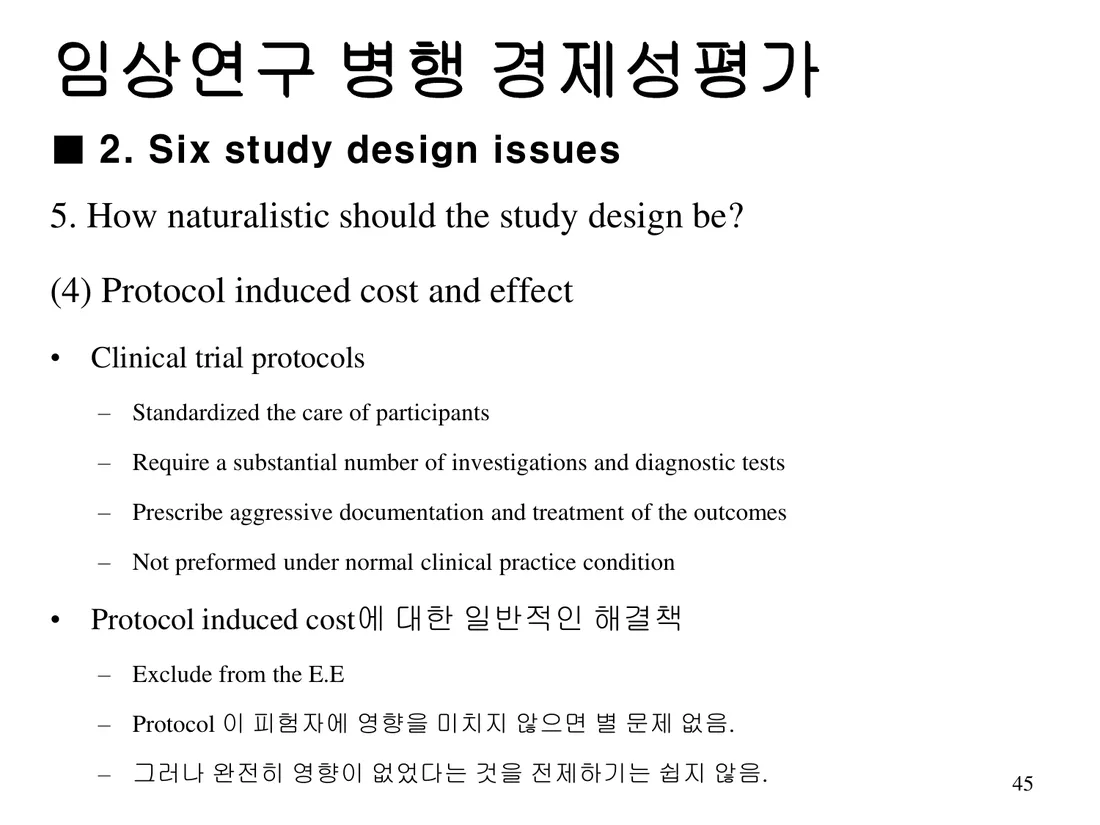 임상연구 병행 경제성평가
■ 2. Six study design issues
5. How naturalistic should the study design be?
(4) Protocol induced cost and effect
• Clinical trial protocols
– Standardized the care of participants
– Require a substantial number of investigations and diagnostic tests
– Prescribe aggressive documentation and treatment of the outcomes
– Not preformed under normal clinical practice condition
• Protocol induced cost에 대한 일반적인 해결책
– Exclude from the E.E
– Protocol 이 피험자에 영향을 미치지 않으면 별 문제 없음.
– 그러나 완전히 영향이 없었다는 것을 전제하기는 쉽지 않음.
45